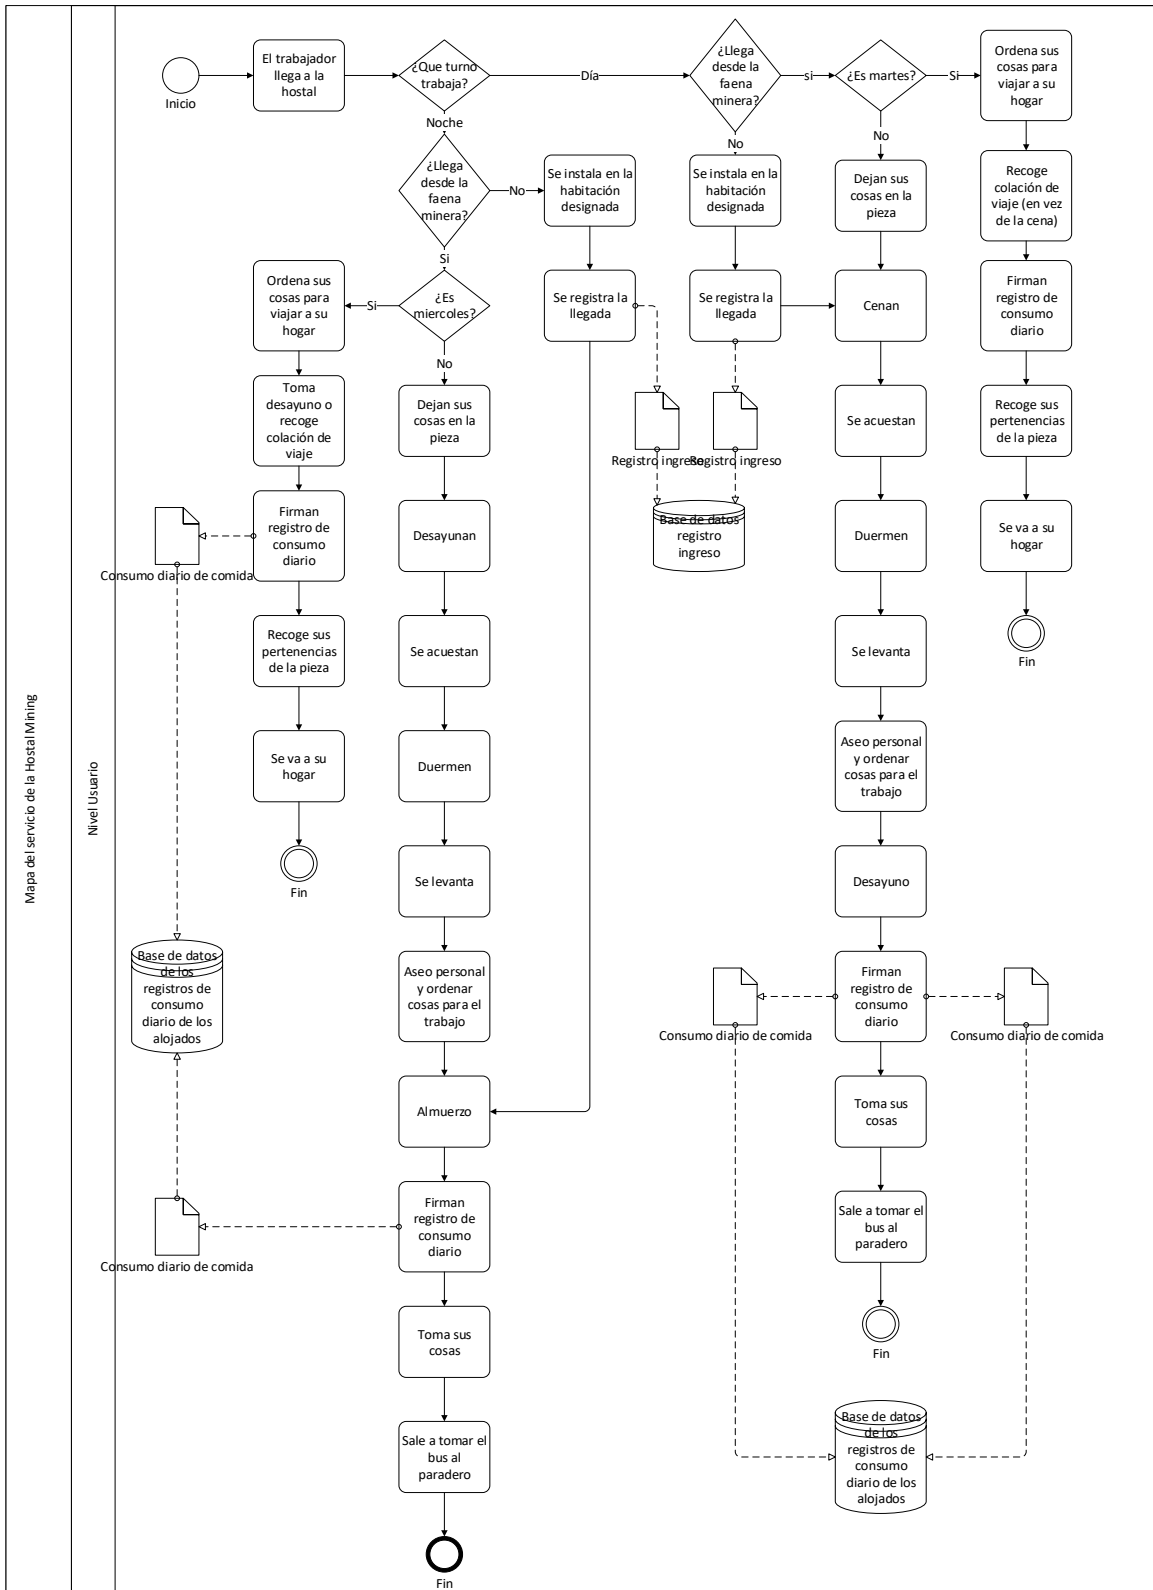 Mapa del servicio de la Hostal Mining
Nivel Usuario
Inicio
El trabajador
llega a la
hostal
¿Que turno
trabaja?
Día
¿Llega
desde la
faena
minera?
si
¿Es martes?
Si
Ordena sus
cosas para
viajar a su
hogar
Noche
No
No
¿Llega
desde la
faena
minera?
No
Se instala en la
habitación
designada
Se instala en la
habitación
designada
Dejan sus
cosas en la
pieza
Recoge
colación de
viaje (en vez
de la cena)
Si
Ordena sus
cosas para
viajar a su
hogar
Si
¿Es
miercoles?
Se registra la
llegada
Se registra la
llegada
Cenan
Firman
registro de
consumo
diario
No
Toma
desayuno o
recoge
colación de
viaje
Dejan sus
cosas en la
pieza
Registro ingreso
Registro ingreso
Se acuestan
Recoge sus
pertenencias
de la pieza
Firman
registro de
consumo
diario
Consumo diario de comida
Desayunan
Base de datos
registro
ingreso
Duermen
Se va a su
hogar
Recoge sus
pertenencias
de la pieza
Se acuestan
Se levanta
Fin
Se va a su
hogar
Duermen
Aseo personal
y ordenar
cosas para el
trabajo
Fin
Se levanta
Desayuno
Base de datos
de los
registros de
consumo
diario de los
alojados
Aseo personal
y ordenar
cosas para el
trabajo
Consumo diario de comida
Firman
registro de
consumo
diario
Consumo diario de comida
Almuerzo
Toma sus
cosas
Consumo diario de comida
Firman
registro de
consumo
diario
Sale a tomar el
bus al
paradero
Toma sus
cosas
Fin
Sale a tomar el
bus al
paradero
Base de datos
de los
registros de
consumo
diario de los
alojados
Fin